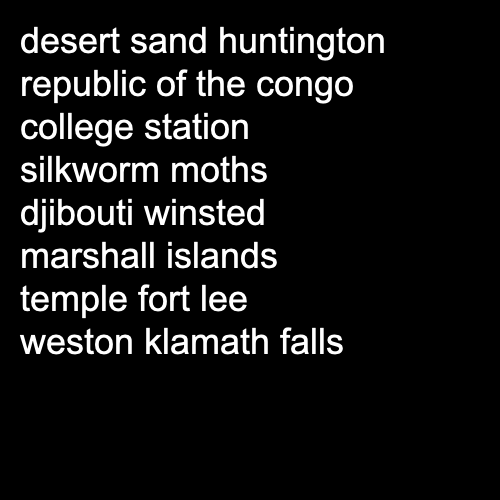 desert sand huntington
republic of the congo
college station
silkworm moths
djibouti winsted
marshall islands
temple fort lee
weston klamath falls